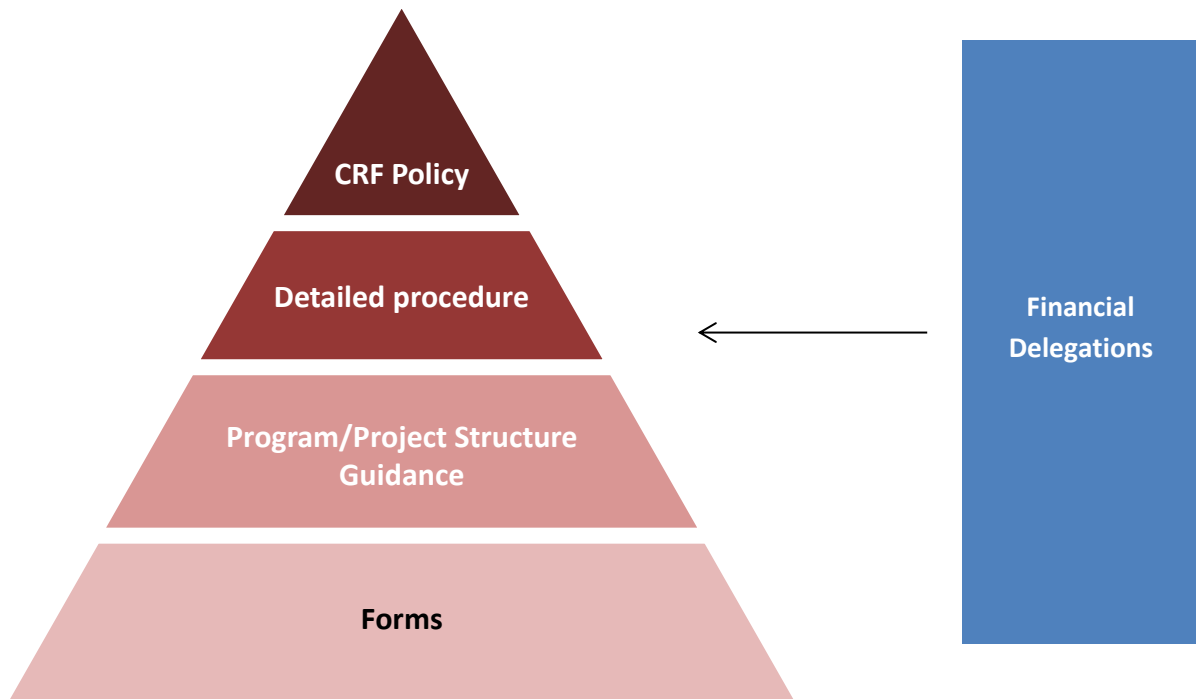 CRF Policy
Detailed procedure
Program/Project Structure
Guidance
Forms
Financial
Delegations